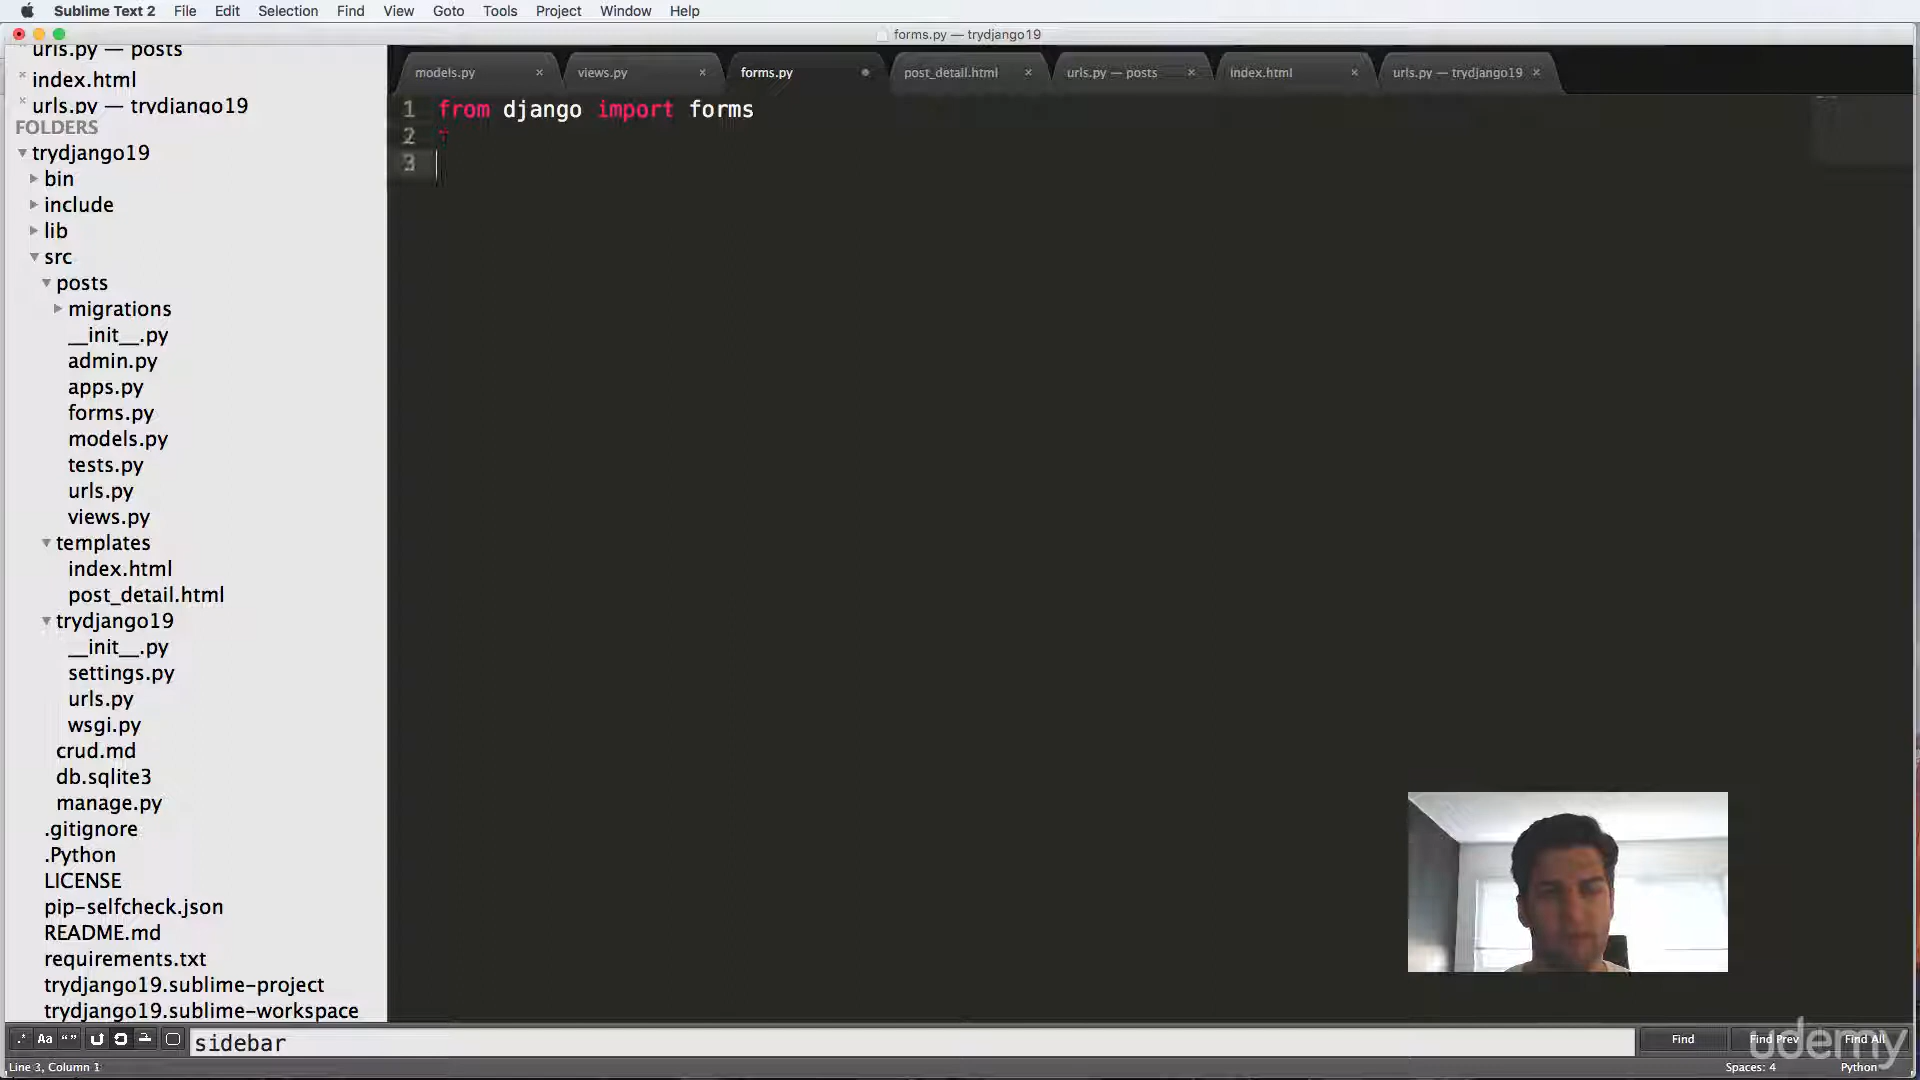 Sublime Text 2 File Edit Selection Find View Goto Tools Project Window Help
forms.py — trydjango19
urls.py — posts
index.html
urls.py — trydjango19
FOLDERS
trydjango19
bin
include
lib
src
posts
migrations
__init__.py
admin.py
apps.py
forms.py
models.py
tests.py
urls.py
views.py
templates
index.html
post_detail.html
trydjango19
__init__.py
settings.py
urls.py
wsgi.py
crud.md
db.sqlite3
manage.py
.gitignore
.Python
LICENSE
pip-selfcheck.json
README.md
requirements.txt
trydjango19.sublime-project
trydjango19.sublime-workspace
models.py × views.py × forms.py post_detail.html × urls.py — posts × index.html × urls.py — trydjango19 ×
1 from django import forms
2
3
.* Aa “” sidebar Find Find Prev Find All
udemy
Line 3, Column 1 Spaces: 4 Python